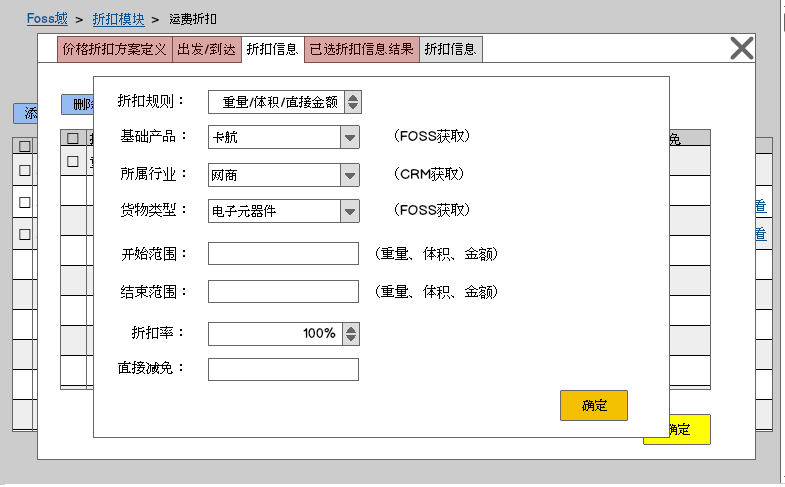 Foss域 > 折扣模块 > 运费折扣
价格折扣方案定义 出发/到达 折扣信息 已选折扣信息结果 折扣信息
折扣规则： 重量/体积/直接金额
基础产品： 卡航 （FOSS获取）
所属行业： 网商 （CRM获取）
货物类型： 电子元器件 （FOSS获取）
开始范围： （重量、体积、金额）
结束范围： （重量、体积、金额）
折扣率： 100%
直接减免：
确定
确定
添
删
免
看
看